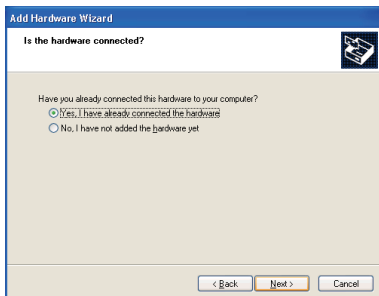 Add Hardware Wizard
Is the hardware connected?
Have you already connected this hardware to your computer?
Yes, I have already connected the hardware
No, I have not added the hardware yet
< Back Next > Cancel